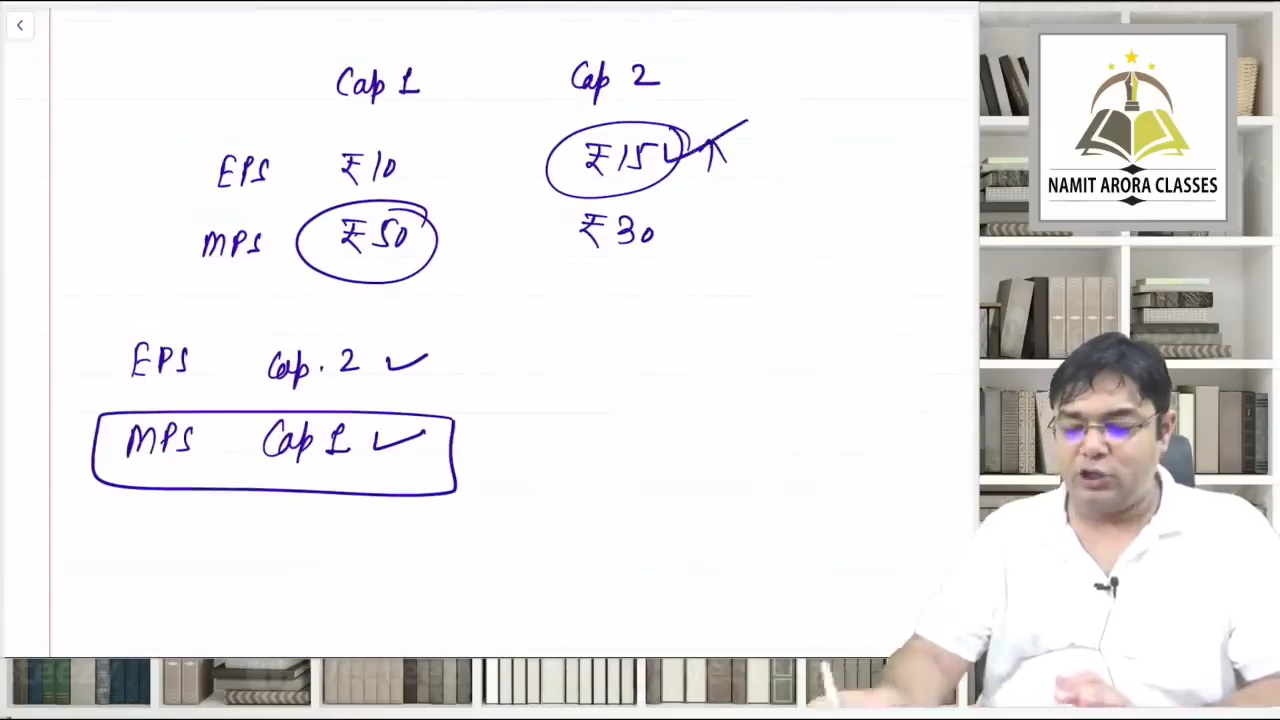 Cap 1 Cap 2
EPS ₹10 ₹15
MPS ₹50 ₹30
EPS Cap. 2 ✓
MPS Cap 1 ✓
NAMIT ARORA CLASSES